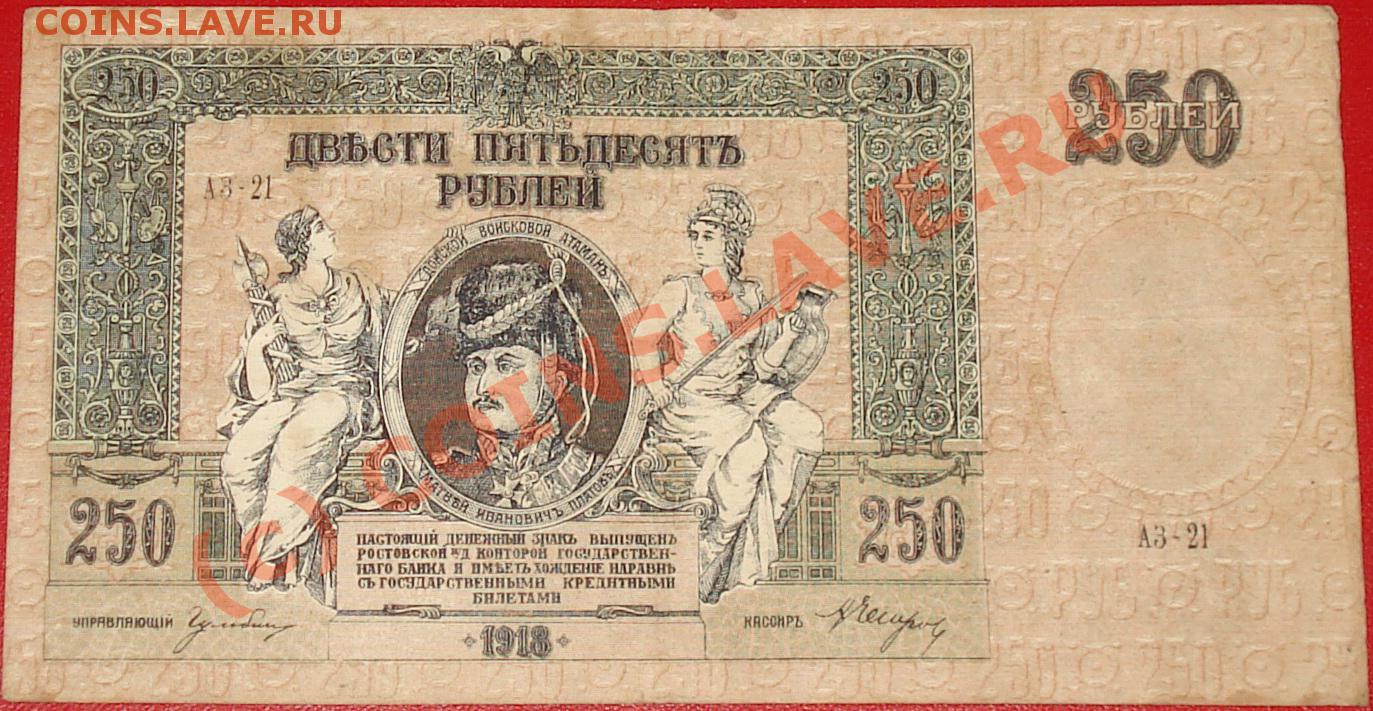 COINS.LAVE.RU
250
250
250
РУБЛЕЙ
ДВѢСТИ ПЯТЬДЕСЯТЪ
РУБЛЕЙ
АЗ-21
ДОНСКОЙ ВОЙСКОВОЙ АТАМАНЪ
МАТВѢЙ ИВАНОВИЧЪ ПЛАТОВЪ
250
250
АЗ-21
НАСТОЯЩІЙ ДЕНЕЖНЫЙ ЗНАКЪ ВЫПУЩЕНЪ
РОСТОВСКОЙ Н/Д КОНТОРОЙ ГОСУДАРСТВЕН-
НАГО БАНКА И ИМѢЕТЪ ХОЖДЕНІЕ НАРАВНѢ
СЪ ГОСУДАРСТВЕННЫМИ КРЕДИТНЫМИ
БИЛЕТАМИ
УПРАВЛЯЮЩІЙ
КАССИРЪ
1918
(c) COINS.LAVE.RU